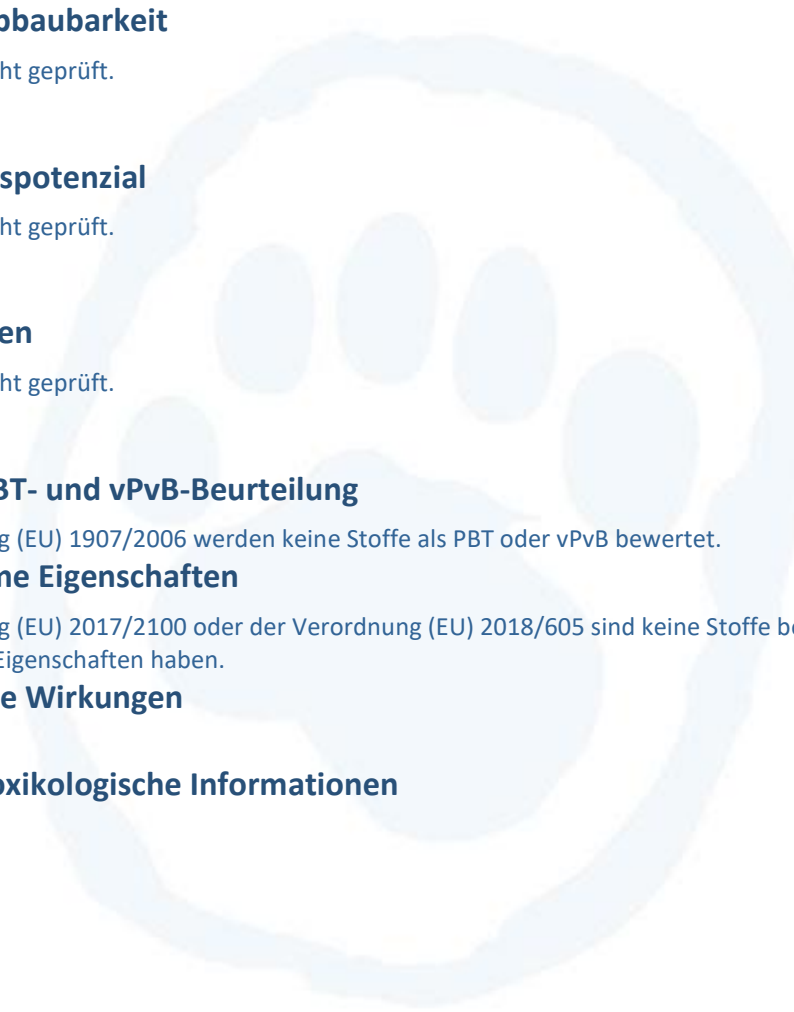 bbaubarkeit
ht geprüft.
spotenzial
ht geprüft.
en
ht geprüft.
BT- und vPvB-Beurteilung
g (EU) 1907/2006 werden keine Stoffe als PBT oder vPvB bewertet.
ne Eigenschaften
g (EU) 2017/2100 oder der Verordnung (EU) 2018/605 sind keine Stoffe b
Eigenschaften haben.
e Wirkungen
oxikologische Informationen